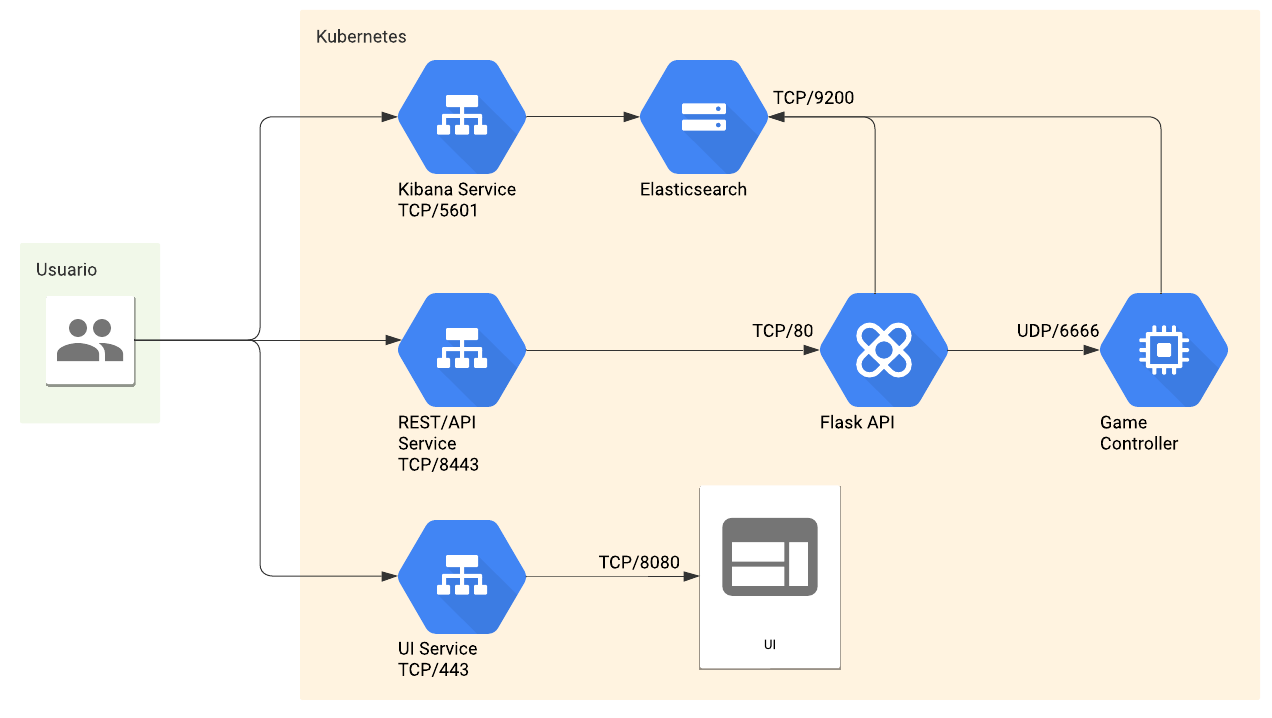 Kubernetes
TCP/9200
Kibana Service
TCP/5601
Elasticsearch
Usuario
TCP/80
UDP/6666
REST/API
Service
TCP/8443
Flask API
Game
Controller
TCP/8080
UI
UI Service
TCP/443